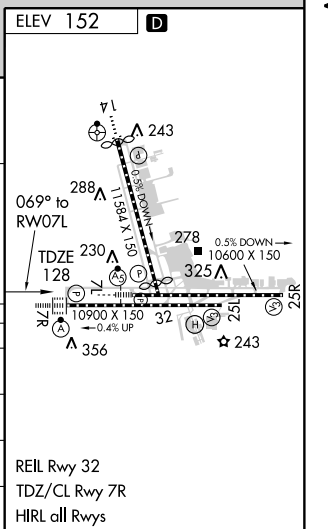 ELEV 152 D
14
243
P
288
11584 X 150
0.5% DOWN
069° to
RW07L
230
278
0.5% DOWN
10600 X 150
TDZE
128
A5
P
325
P
7L
P
25R
7R
10900 X 150
32
25L
A
0.4% UP
H
356
243
REIL Rwy 32
TDZ/CL Rwy 7R
HIRL all Rwys